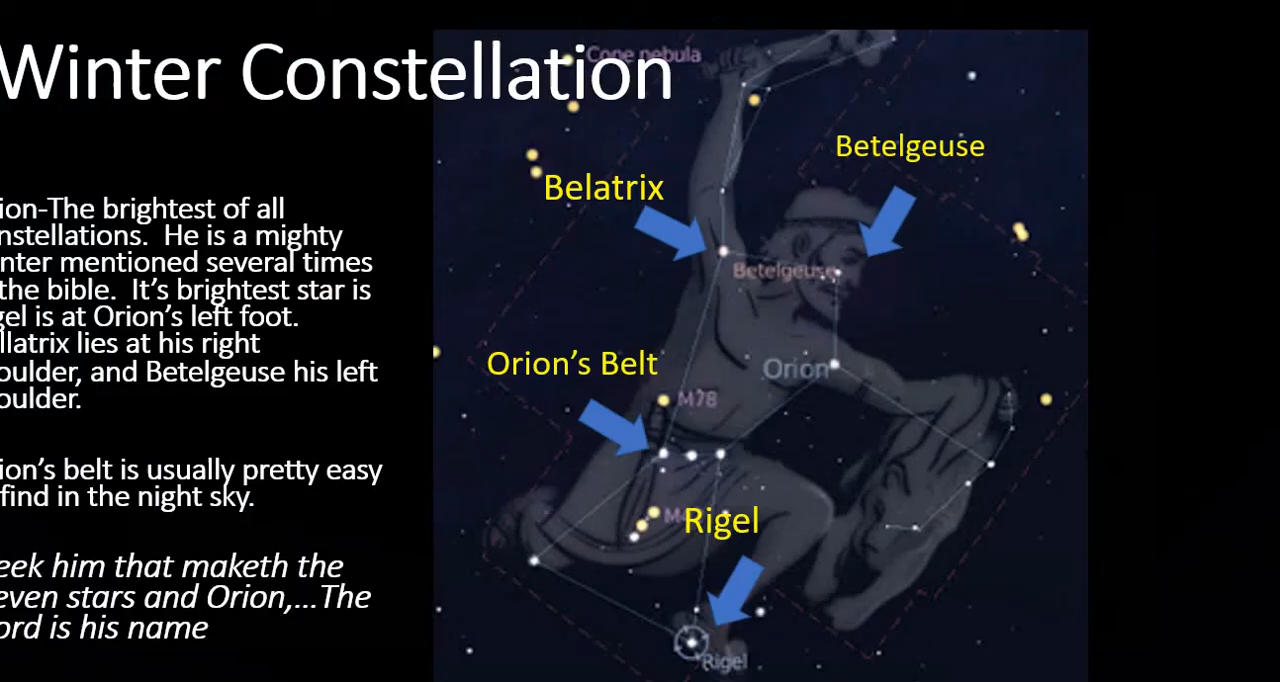 Winter Constellation
Cone nebula
ion-The brightest of all
nstellations. He is a mighty
nter mentioned several times
the bible. It's brightest star is
gel is at Orion's left foot.
llatrix lies at his right
oulder, and Betelgeuse his left
oulder.
ion's belt is usually pretty easy
find in the night sky.
eek him that maketh the
even stars and Orion,...The
ord is his name
Betelgeuse
Belatrix
Betelgeuse
Orion's Belt
Orion
M78
Rigel
Rigel